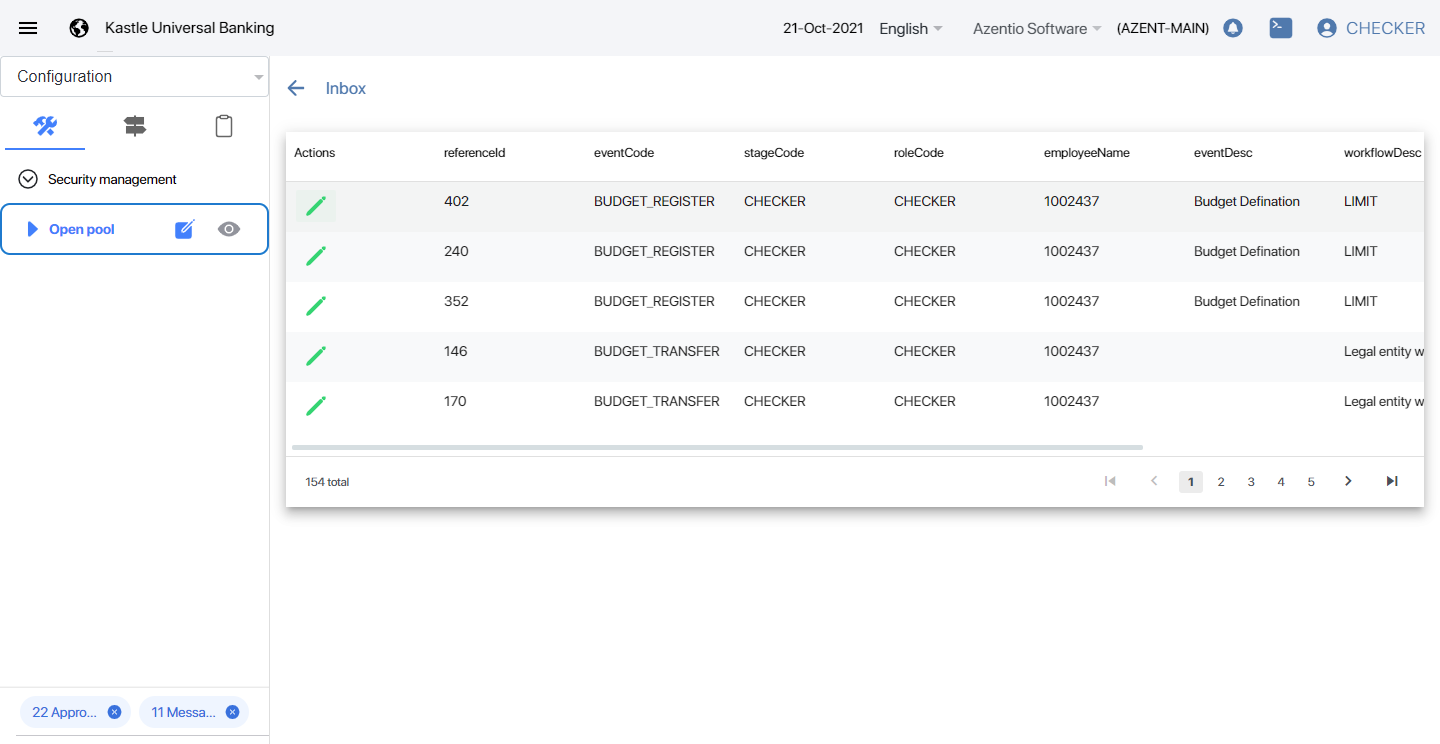 Kastle Universal Banking
21-Oct-2021 English Azentio Software (AZENT-MAIN) CHECKER
Configuration
Security management
Open pool
22 Appro... 11 Messa...
Inbox
Actions referenceId eventCode stageCode roleCode employeeName eventDesc workflowDesc
402 BUDGET_REGISTER CHECKER CHECKER 1002437 Budget Defination LIMIT
240 BUDGET_REGISTER CHECKER CHECKER 1002437 Budget Defination LIMIT
352 BUDGET_REGISTER CHECKER CHECKER 1002437 Budget Defination LIMIT
146 BUDGET_TRANSFER CHECKER CHECKER 1002437 Legal entity w
170 BUDGET_TRANSFER CHECKER CHECKER 1002437 Legal entity w
154 total 1 2 3 4 5